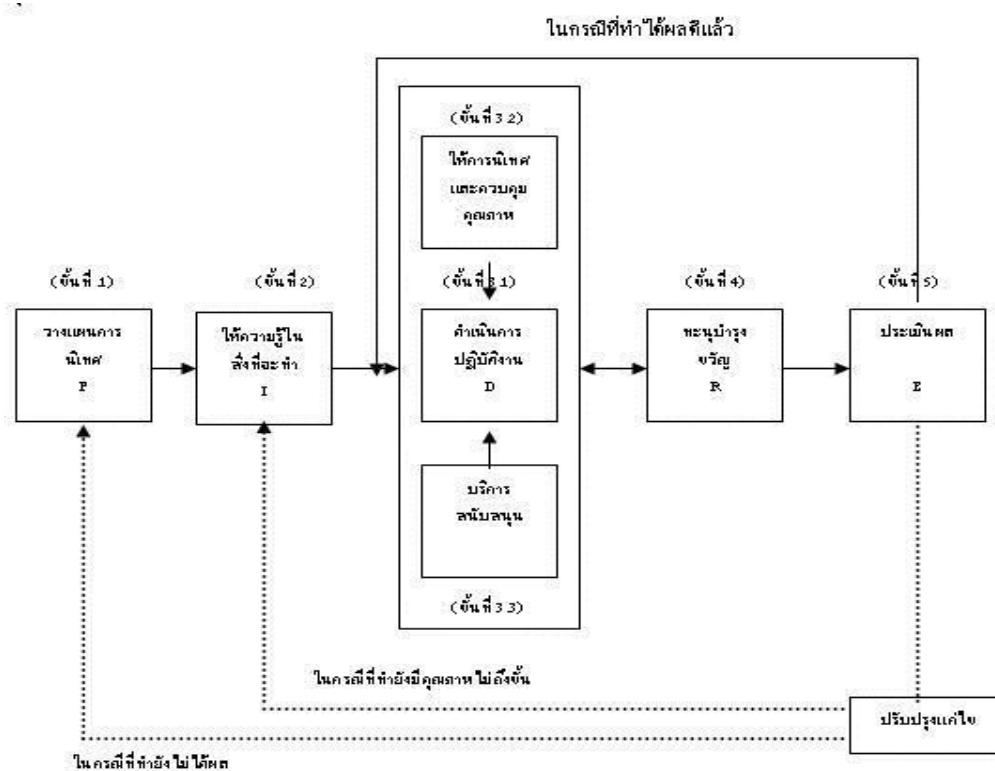 ในกรณีที่ทำได้ผลดีแล้ว
(ขั้นที่ 3.2)
ให้การนิเทศ
และควบคุม
คุณภาพ
(ขั้นที่ 1)
วางแผนการ
นิเทศ
P
(ขั้นที่ 2)
ให้ความรู้ใน
สิ่งที่จะทำ
I
(ขั้นที่ 3.1)
ดำเนินการ
ปฏิบัติงาน
D
(ขั้นที่ 4)
ทะนุบำรุง
ขวัญ
R
(ขั้นที่ 5)
ประเมินผล
E
บริการ
สนับสนุน
(ขั้นที่ 3.3)
ในกรณีที่ทำยังมีคุณภาพไม่ถึงขั้น
ปรับปรุงแก้ไข
ในกรณีที่ทำยังไม่ได้ผล